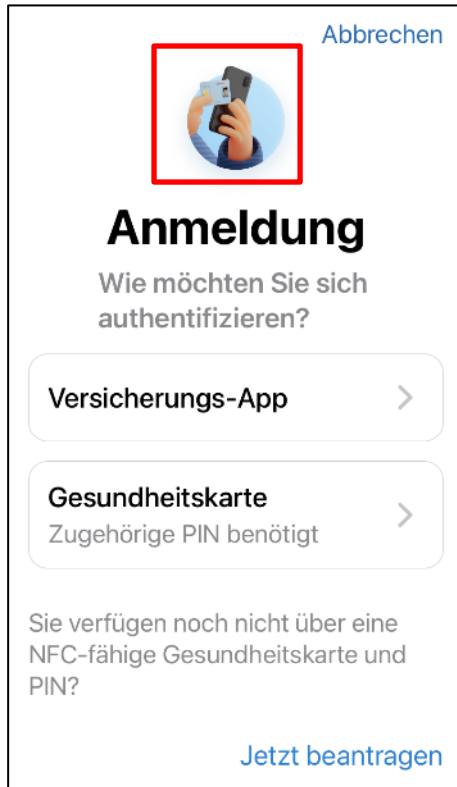 Abbrechen
Anmeldung
Wie möchten Sie sich
authentifizieren?
Versicherungs-App
Gesundheitskarte
Zugehörige PIN benötigt
Sie verfügen noch nicht über eine
NFC-fähige Gesundheitskarte und
PIN?
Jetzt beantragen